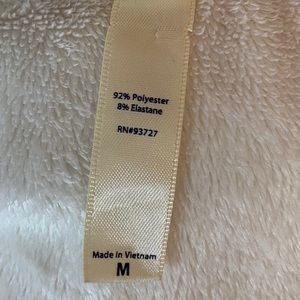 92% Polyester
8% Elastane
RN#93727
Made in Vietnam
M